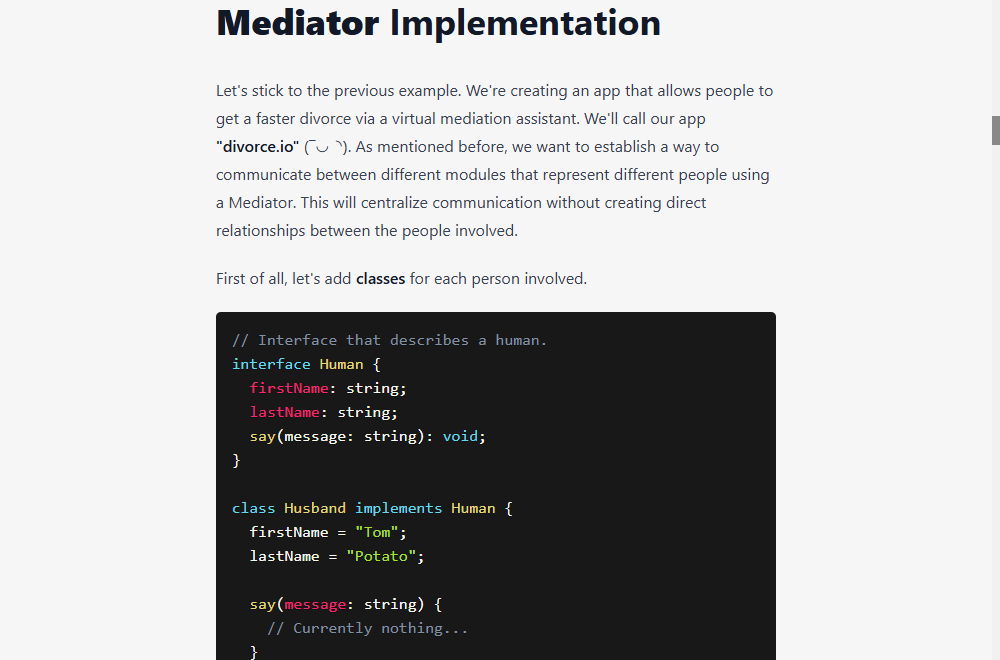 Mediator Implementation
Let's stick to the previous example. We're creating an app that allows people to
get a faster divorce via a virtual mediation assistant. We'll call our app
"divorce.io" (‾◡ ◝). As mentioned before, we want to establish a way to
communicate between different modules that represent different people using
a Mediator. This will centralize communication without creating direct
relationships between the people involved.
First of all, let's add classes for each person involved.
// Interface that describes a human.
interface Human {
  firstName: string;
  lastName: string;
  say(message: string): void;
}
class Husband implements Human {
  firstName = "Tom";
  lastName = "Potato";
  say(message: string) {
    // Currently nothing...
  }